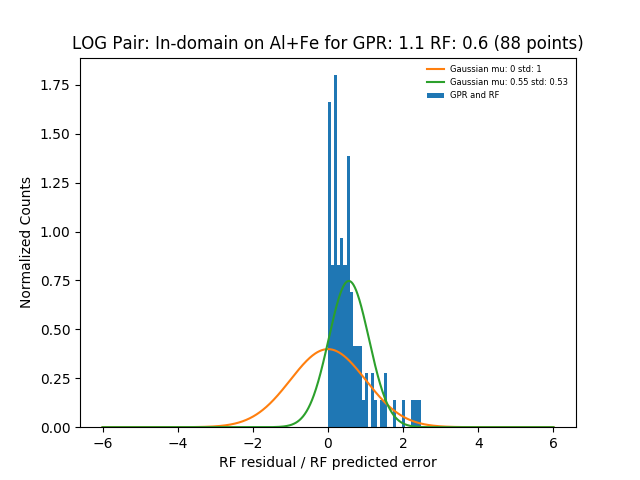 LOG Pair: In-domain on Al+Fe for GPR: 1.1 RF: 0.6 (88 points)
Gaussian mu: 0 std: 1
Gaussian mu: 0.55 std: 0.53
GPR and RF
Normalized Counts
1.75
1.50
1.25
1.00
0.75
0.50
0.25
0.00
−6 −4 −2 0 2 4 6
RF residual / RF predicted error